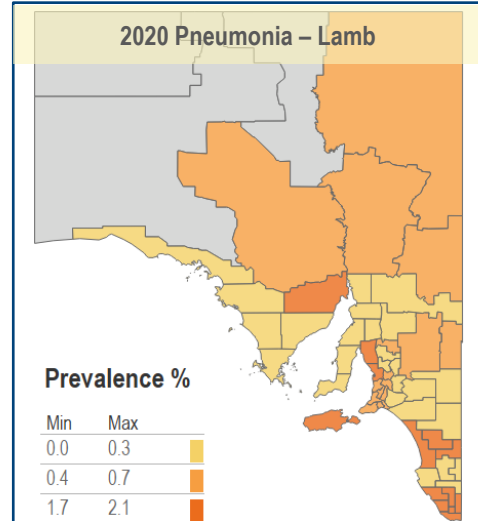 2020 Pneumonia – Lamb
Prevalence %
Min Max
0.0 0.3
0.4 0.7
1.7 2.1